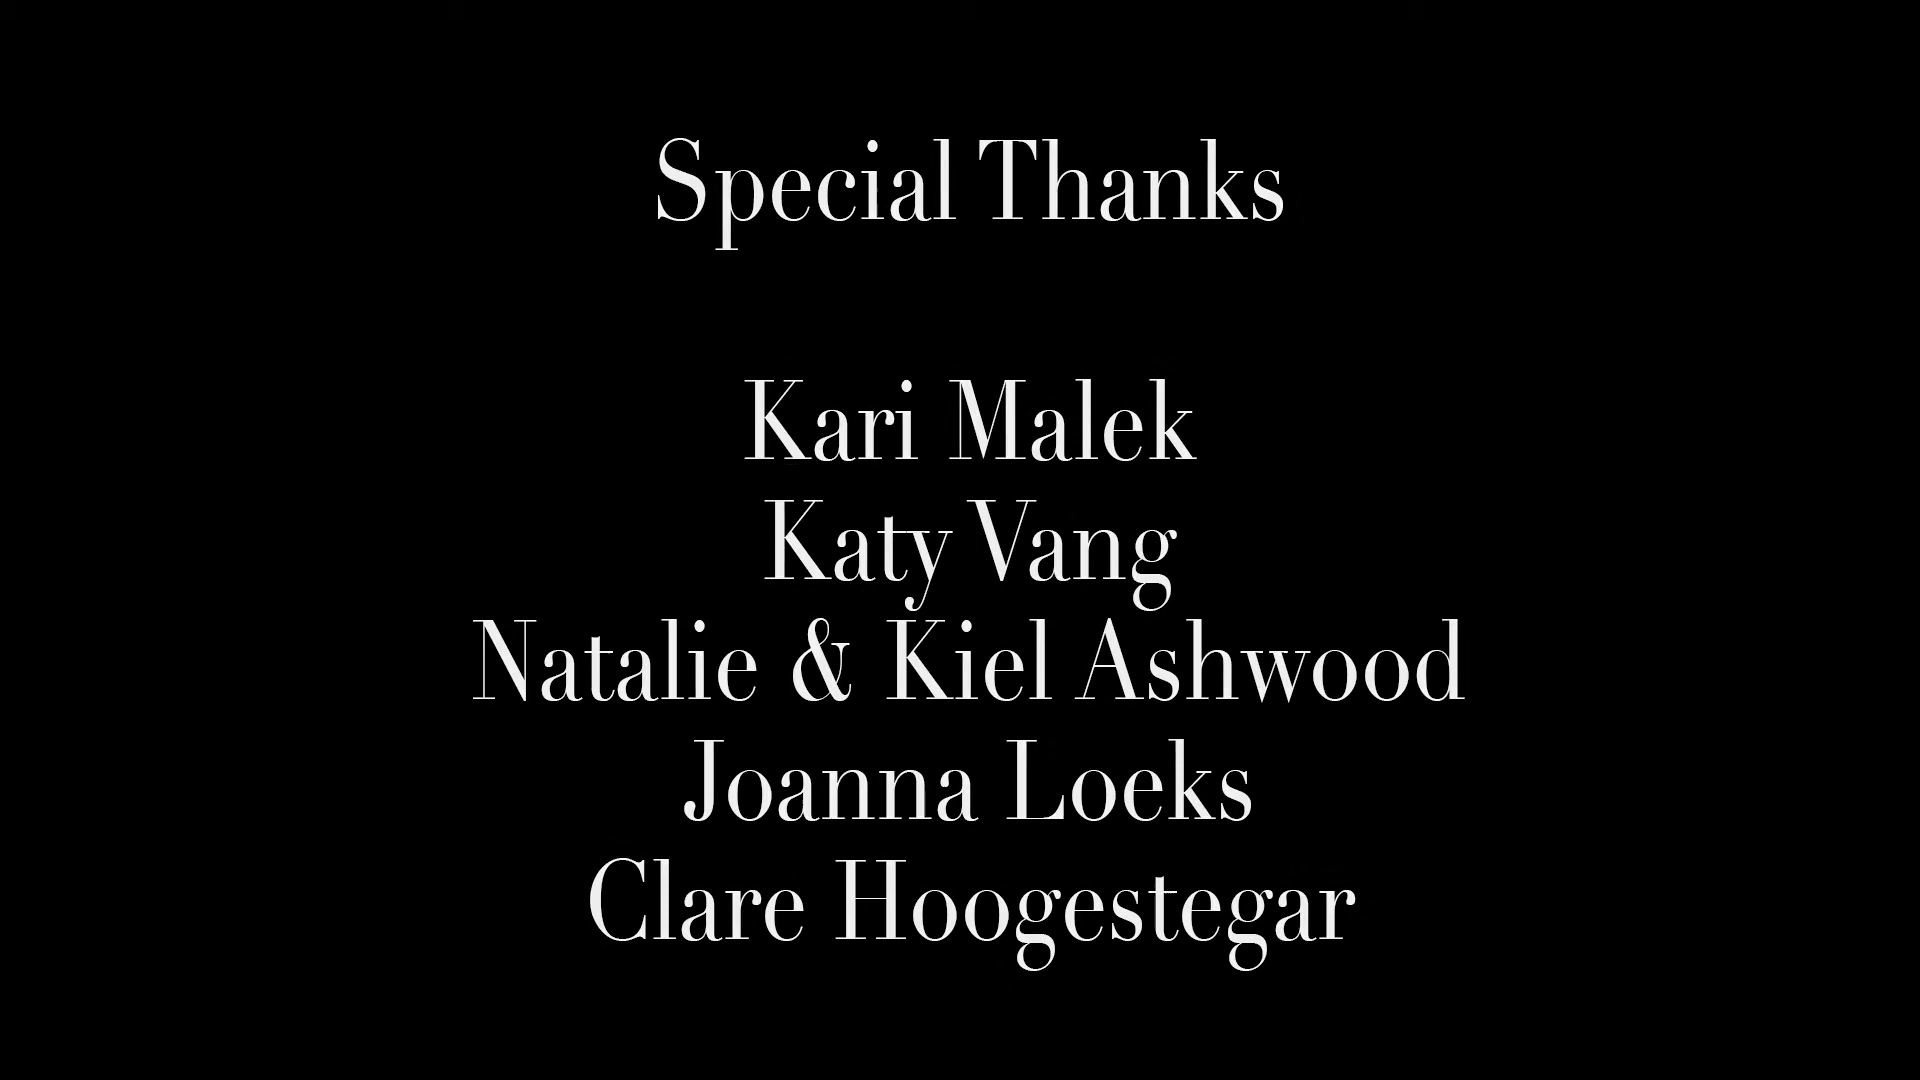 Special Thanks
Kari Malek
Katy Vang
Natalie & Kiel Ashwood
Joanna Loeks
Clare Hoogestegar